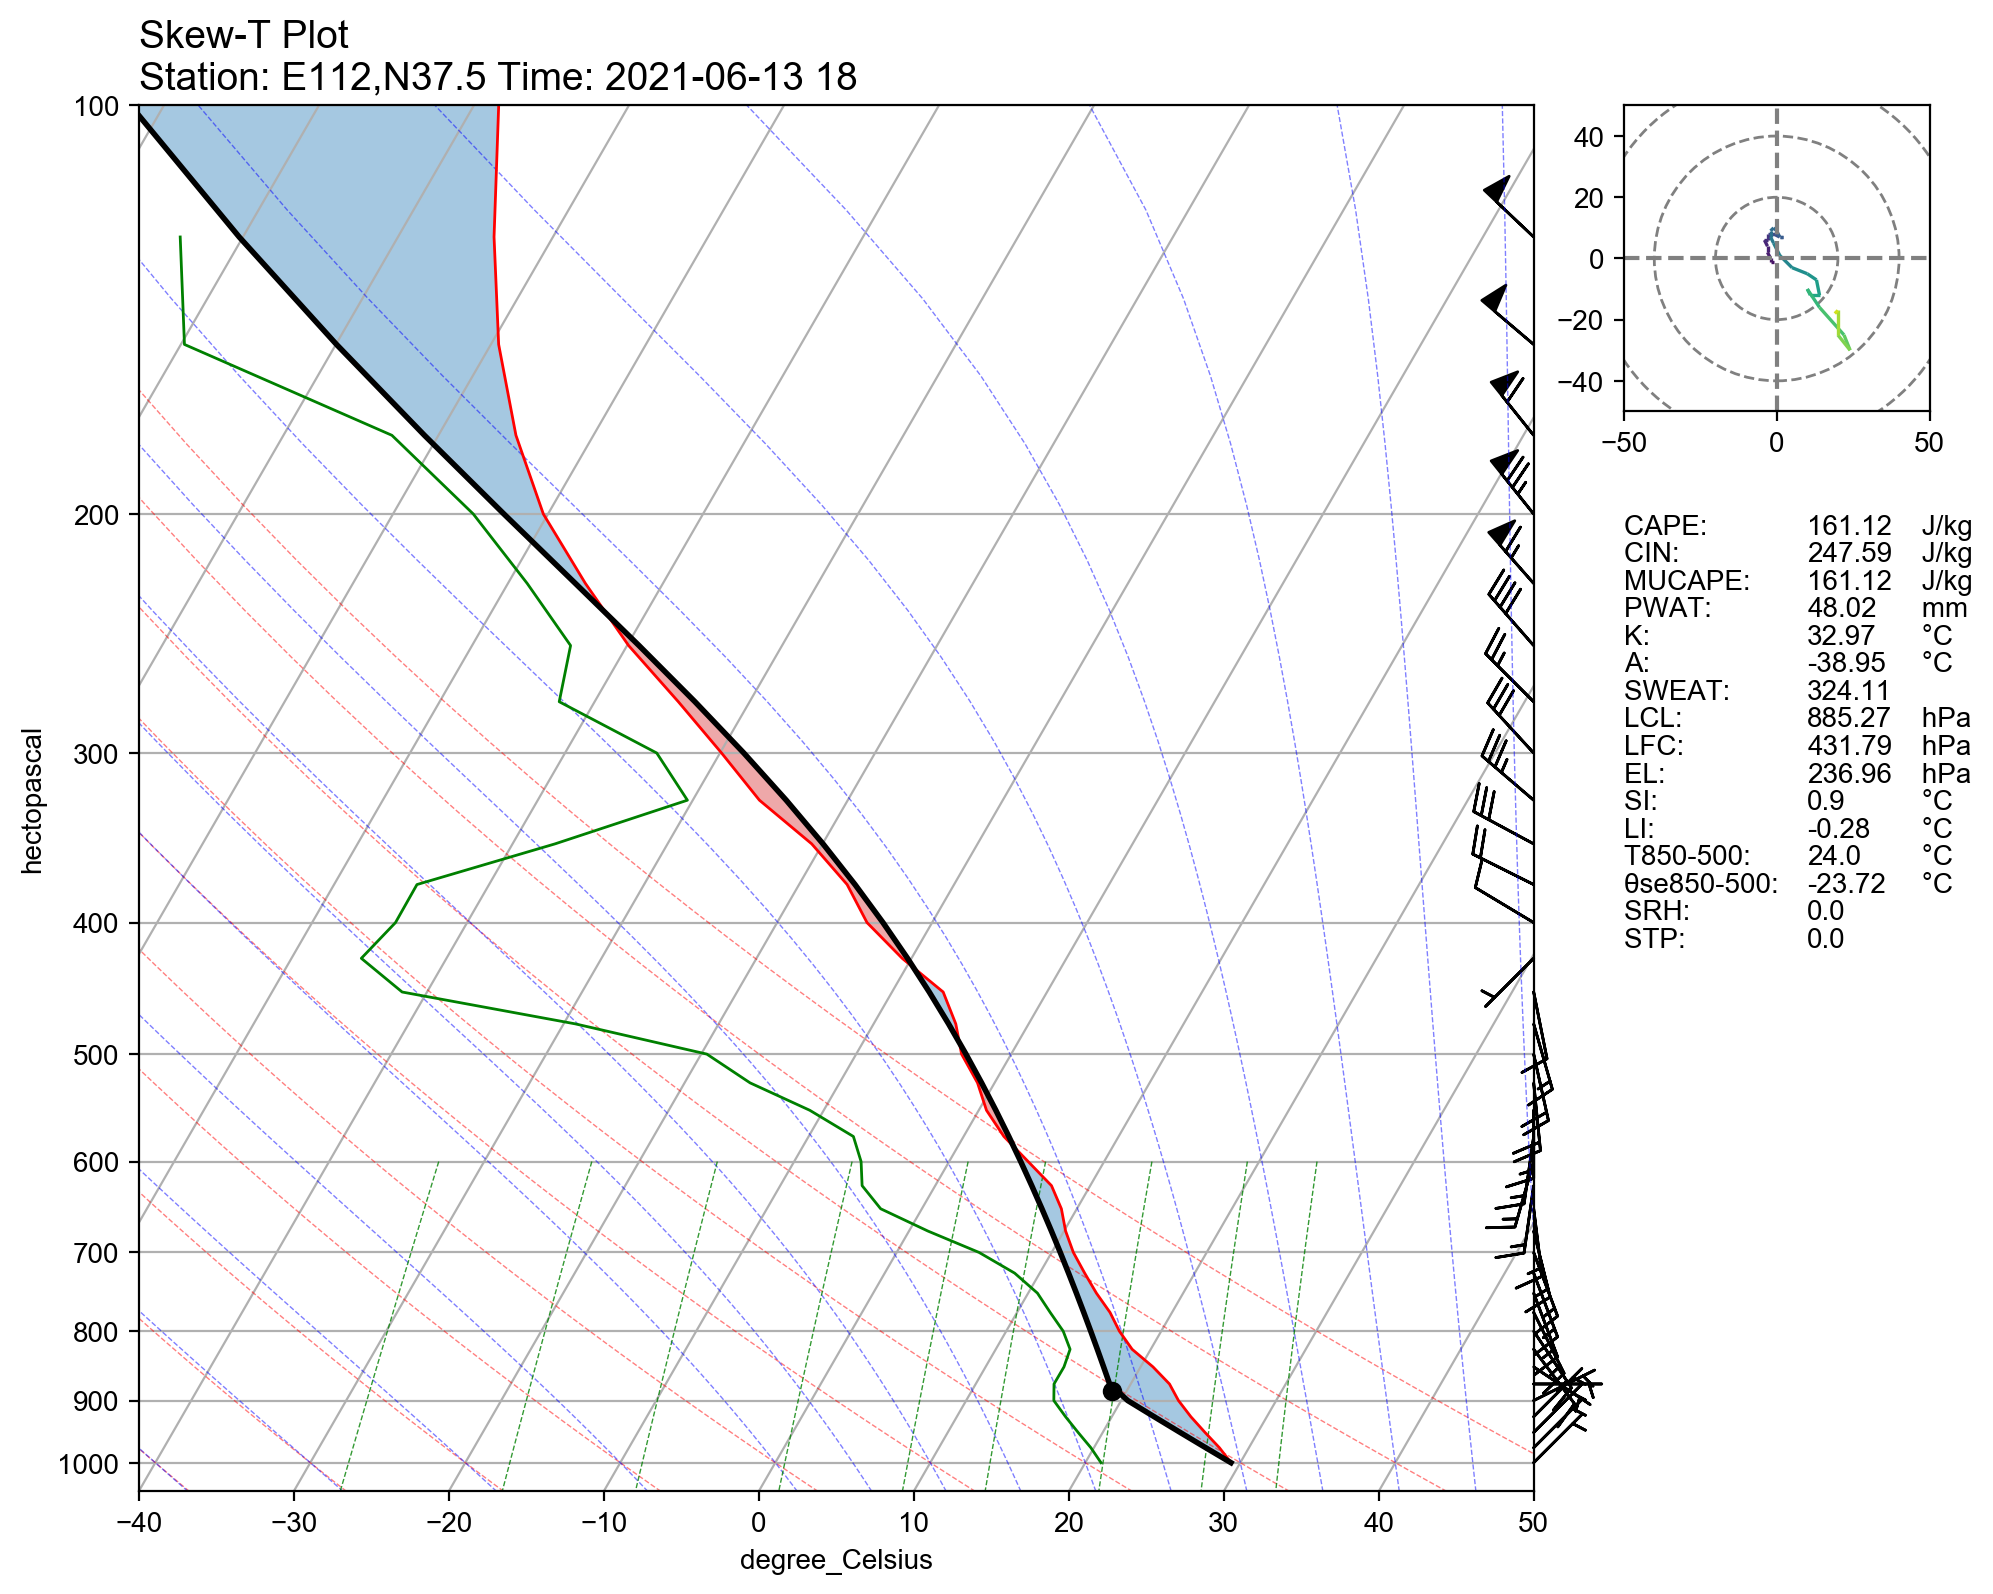 Skew-T Plot
Station: E112,N37.5 Time: 2021-06-13 18
100
200
300
400
500
600
700
800
900
1000
hectopascal
−40 −30 −20 −10 0 10 20 30 40 50
degree_Celsius
40
20
0
−20
−40
−50 0 50
CAPE: 161.12 J/kg
CIN: 247.59 J/kg
MUCAPE: 161.12 J/kg
PWAT: 48.02 mm
K: 32.97 °C
A: -38.95 °C
SWEAT: 324.11
LCL: 885.27 hPa
LFC: 431.79 hPa
EL: 236.96 hPa
SI: 0.9 °C
LI: -0.28 °C
T850-500: 24.0 °C
θse850-500: -23.72 °C
SRH: 0.0
STP: 0.0